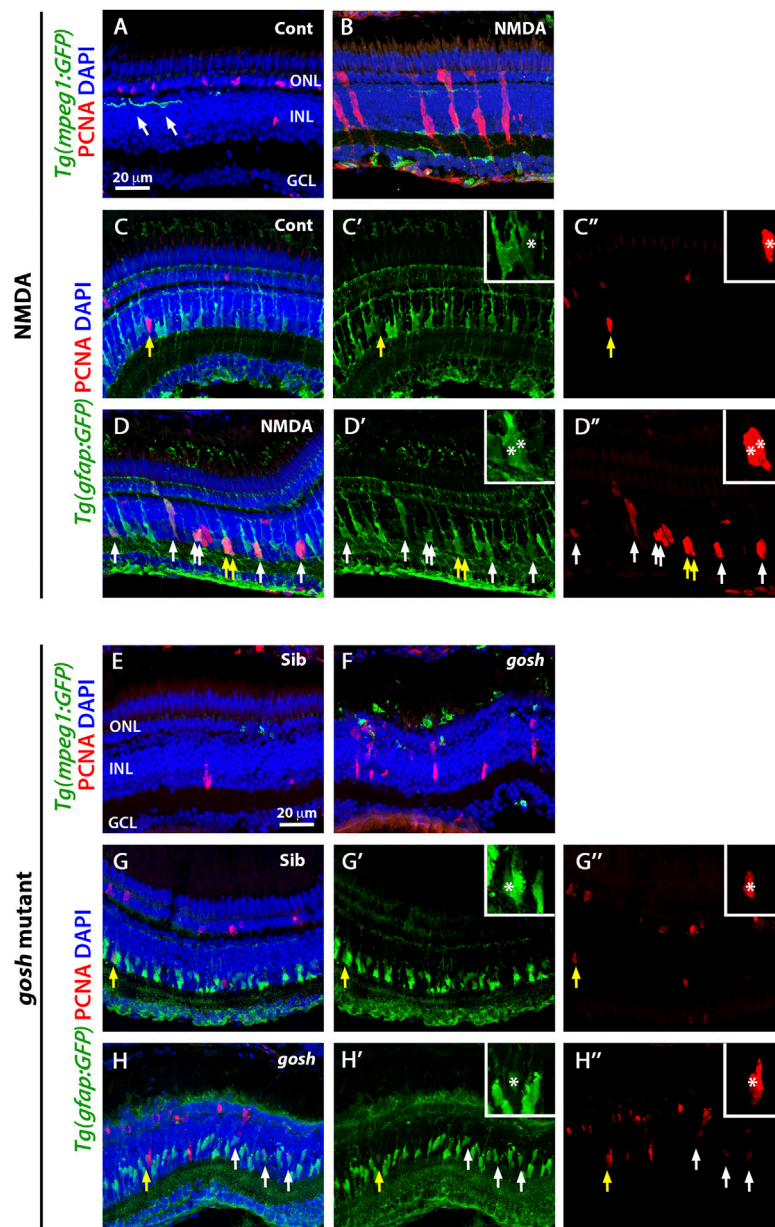 A
Cont
B
NMDA
Tg(mpeg1:GFP)
PCNA DAPI
ONL
INL
20 µm
GCL
C
Cont
C'
*
C"
*
NMDA
Tg(gfap:GFP) PCNA DAPI
D
NMDA
D'
**
D"
**
E
Sib
F
gosh
Tg(mpeg1:GFP)
PCNA DAPI
ONL
INL
GCL
20 µm
G
Sib
G'
*
G"
*
gosh mutant
Tg(gfap:GFP) PCNA DAPI
H
gosh
H'
*
H"
*